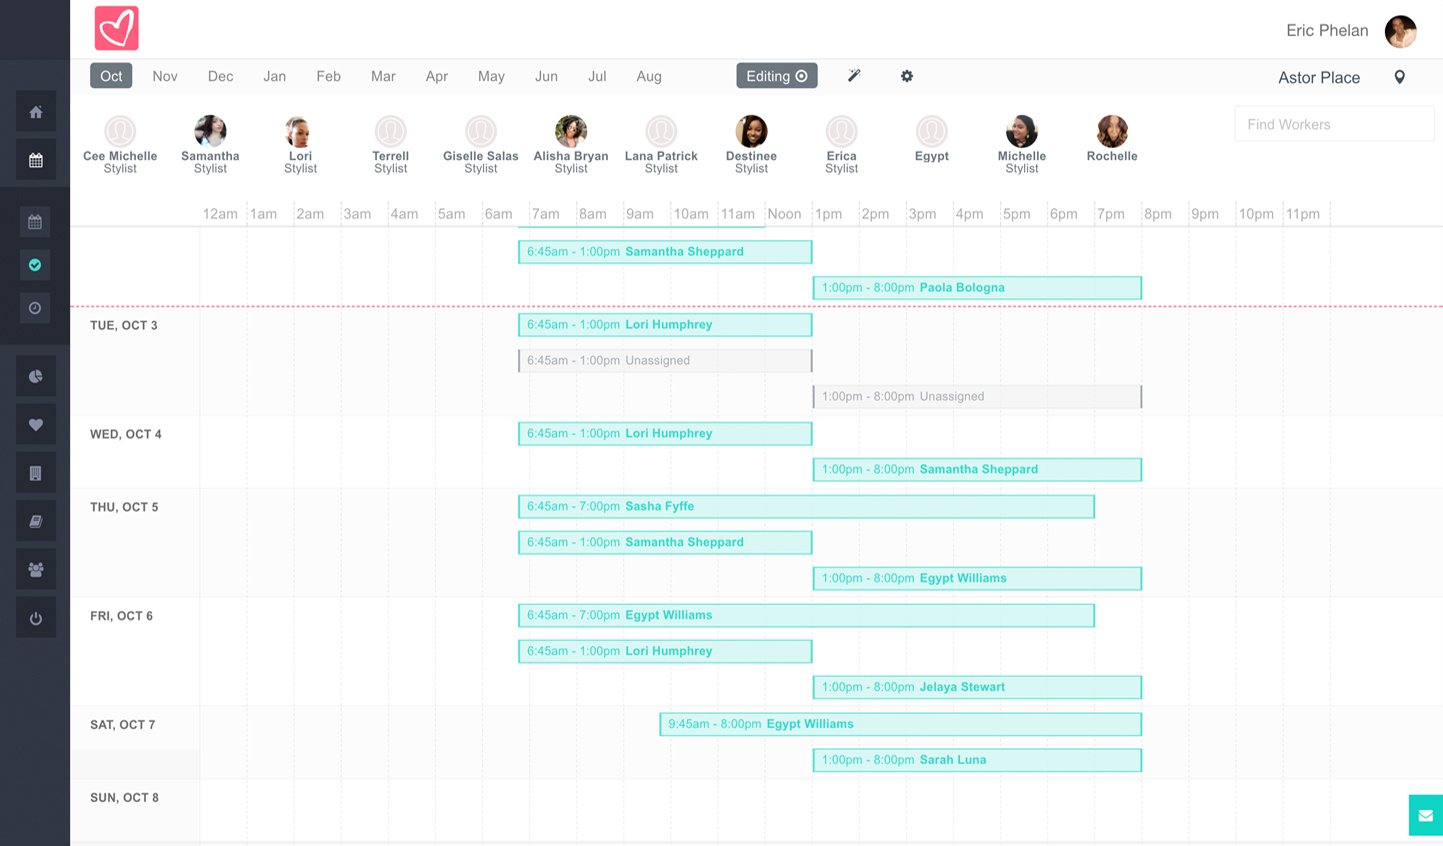 Eric Phelan
Oct Nov Dec Jan Feb Mar Apr May Jun Jul Aug Editing Astor Place
Find Workers
Cee Michelle Samantha Lori Terrell Giselle Salas Alisha Bryan Lana Patrick Destinee Erica Egypt Michelle Rochelle
Stylist Stylist Stylist Stylist Stylist Stylist Stylist Stylist Stylist Stylist
12am 1am 2am 3am 4am 5am 6am 7am 8am 9am 10am 11am Noon 1pm 2pm 3pm 4pm 5pm 6pm 7pm 8pm 9pm 10pm 11pm
6:45am - 1:00pm Samantha Sheppard
1:00pm - 8:00pm Paola Bologna
TUE, OCT 3 6:45am - 1:00pm Lori Humphrey
6:45am - 1:00pm Unassigned
1:00pm - 8:00pm Unassigned
WED, OCT 4 6:45am - 1:00pm Lori Humphrey
1:00pm - 8:00pm Samantha Sheppard
THU, OCT 5 6:45am - 7:00pm Sasha Fyffe
6:45am - 1:00pm Samantha Sheppard
1:00pm - 8:00pm Egypt Williams
FRI, OCT 6 6:45am - 7:00pm Egypt Williams
6:45am - 1:00pm Lori Humphrey
1:00pm - 8:00pm Jelaya Stewart
SAT, OCT 7 9:45am - 8:00pm Egypt Williams
1:00pm - 8:00pm Sarah Luna
SUN, OCT 8